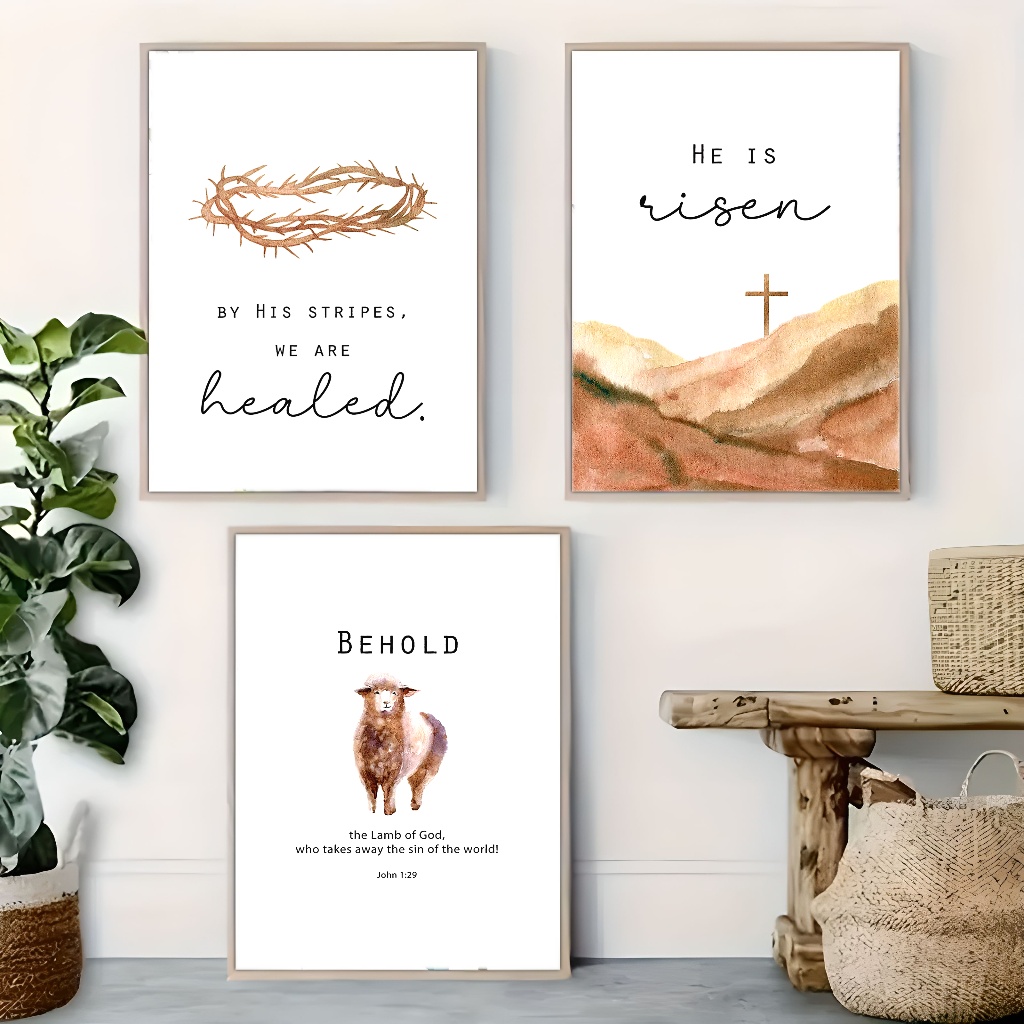 BY HIS STRIPES,
WE ARE
healed.
HE IS
risen
BEHOLD
the Lamb of God,
who takes away the sin of the world!
John 1:29